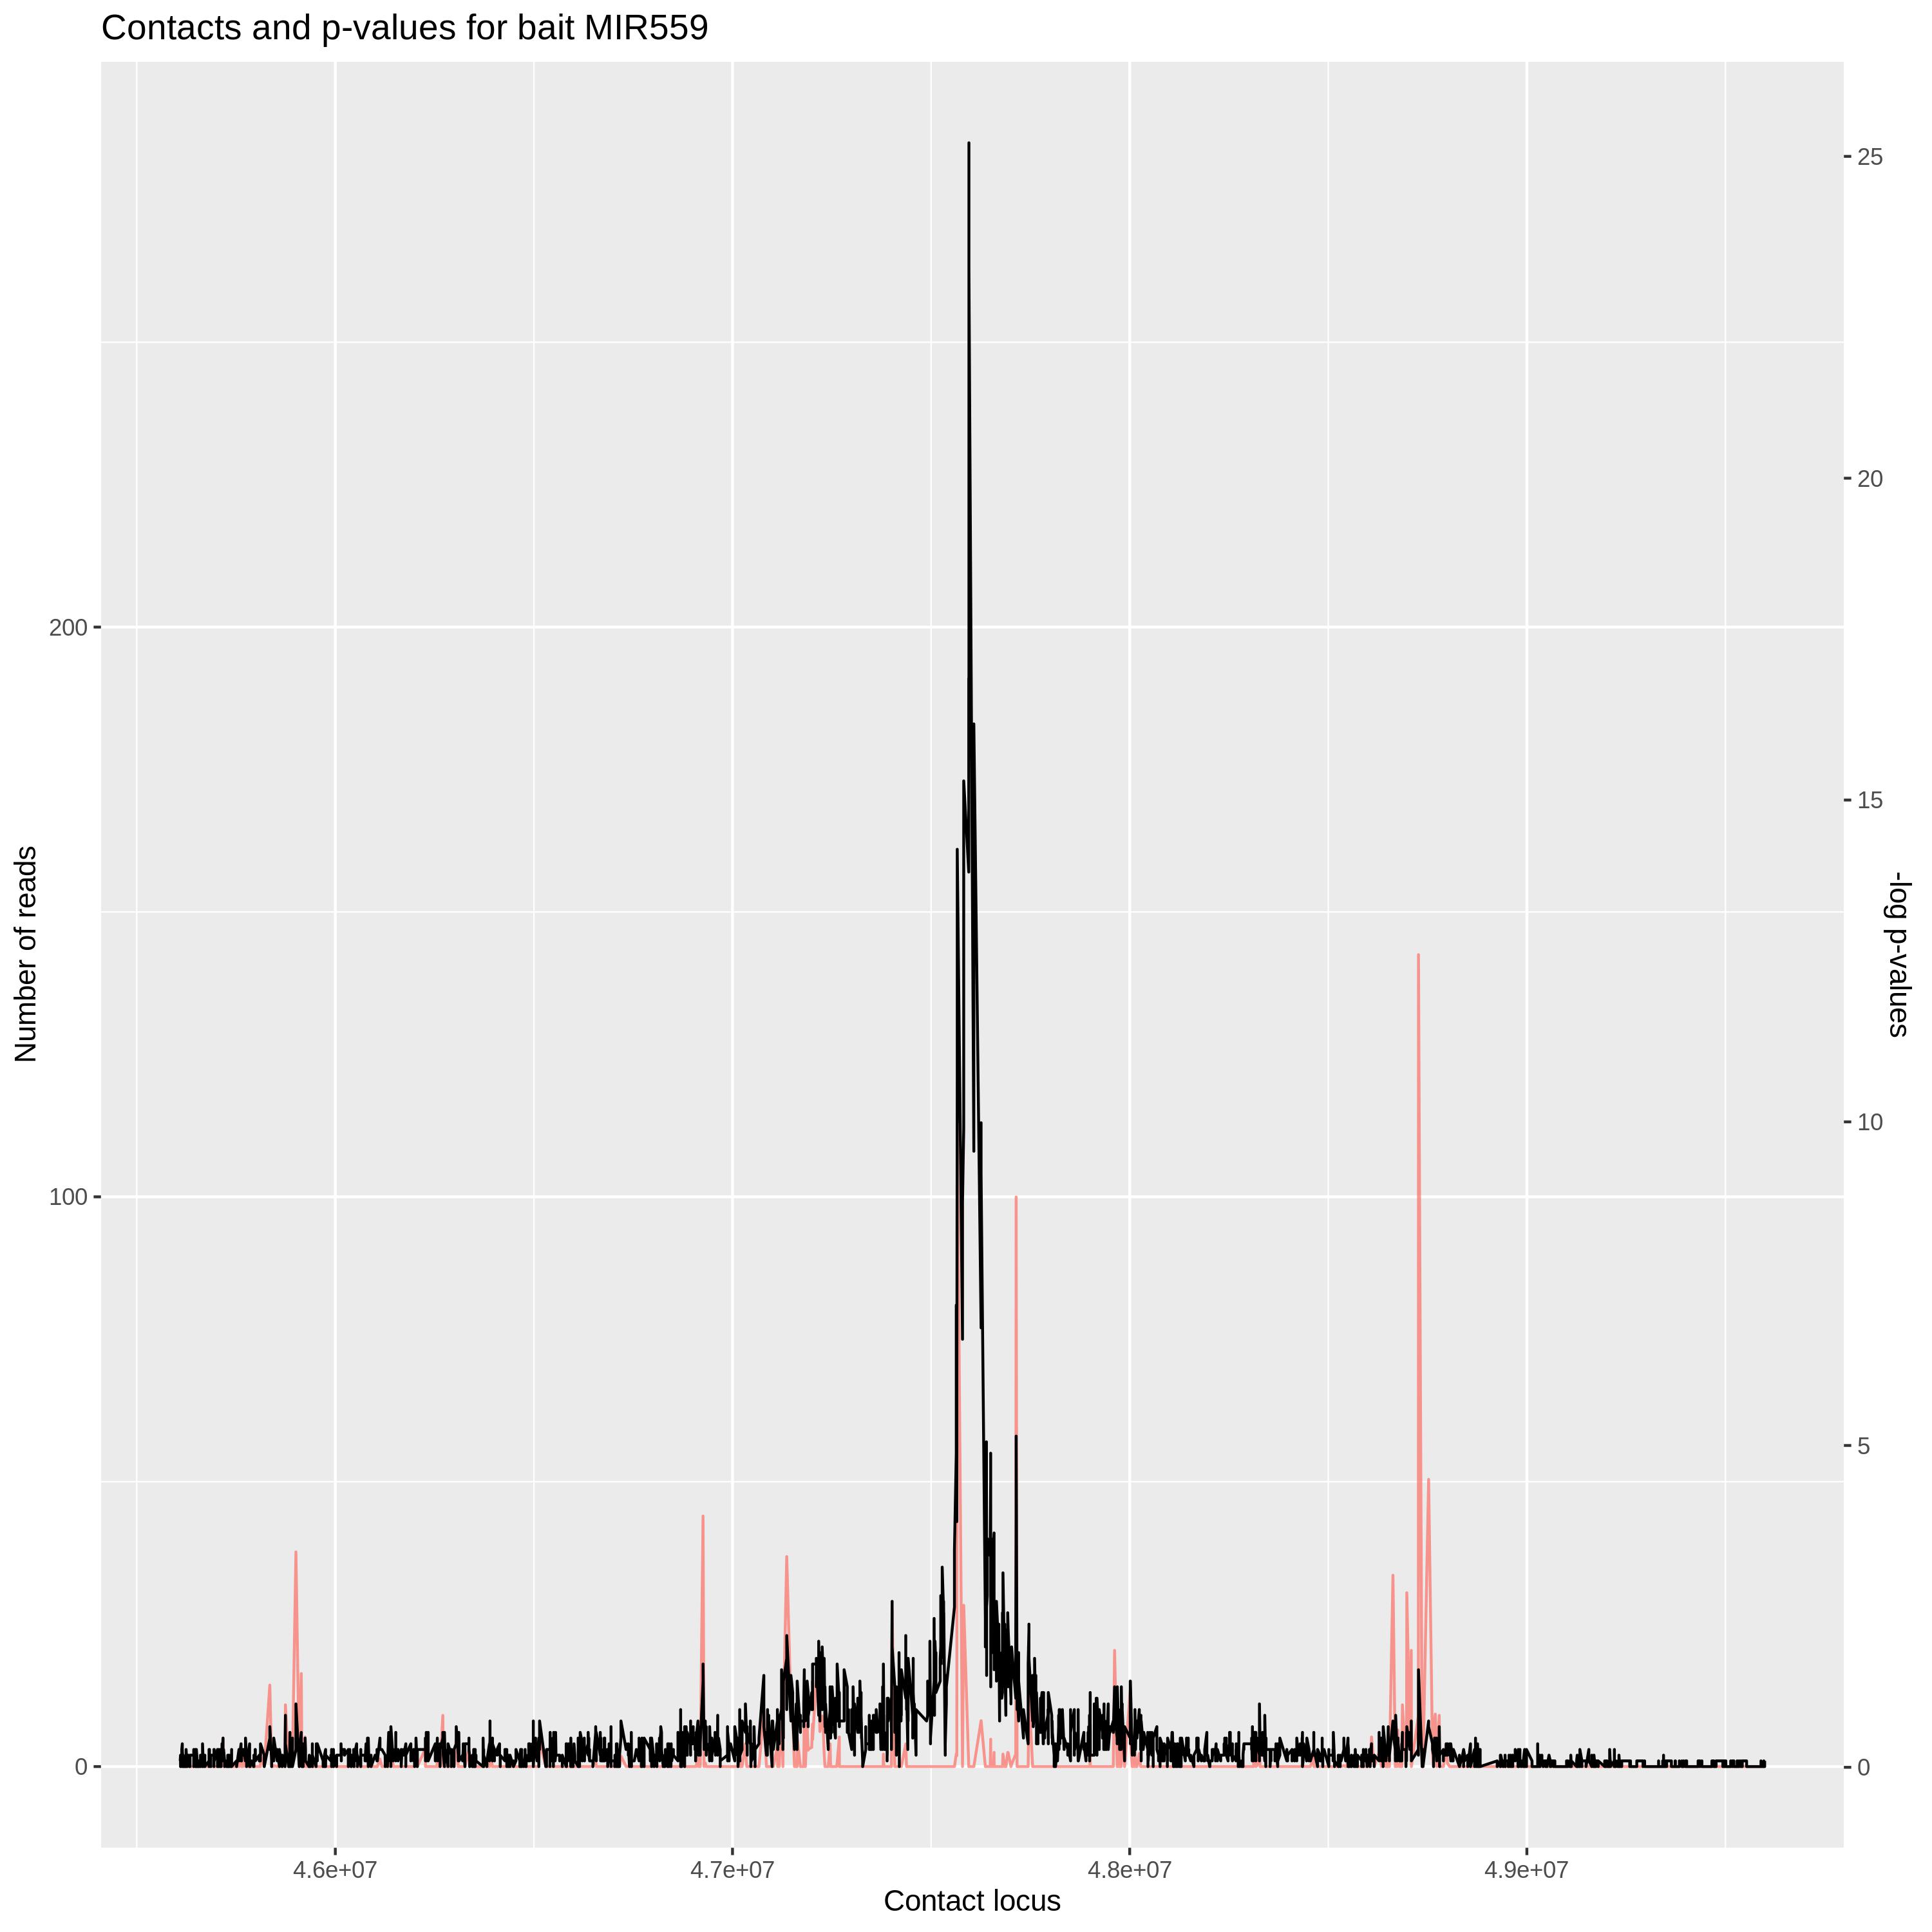 Contacts and p-values for bait MIR559
25
20
200
15
Number of reads
-log p-values
10
100
5
0
0
4.6e+07
4.7e+07
4.8e+07
4.9e+07
Contact locus